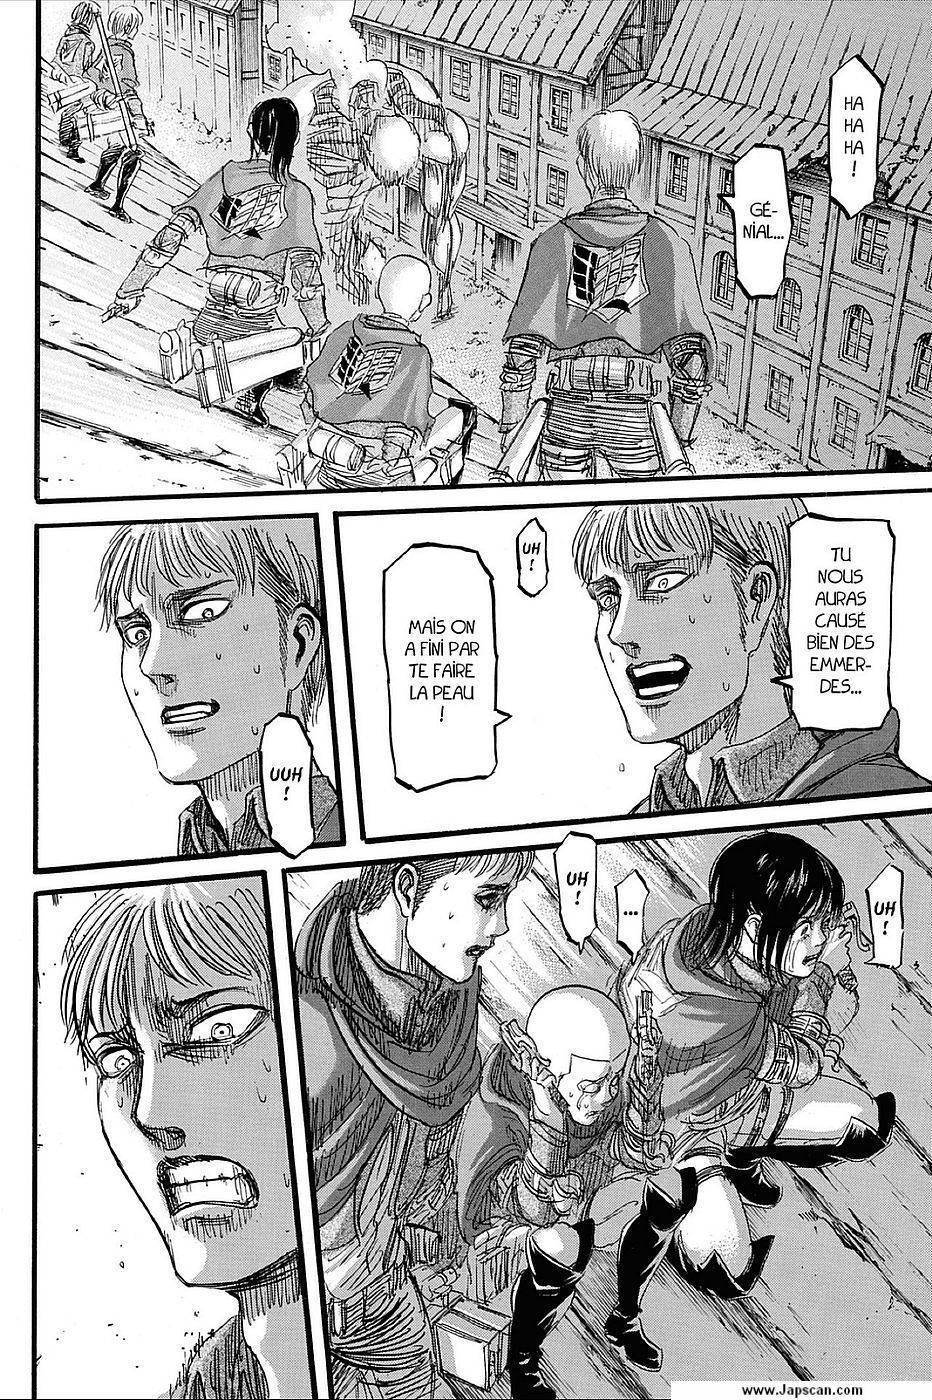 HA
HA
HA
!
GÉ-
NIAL...
TU
NOUS
AURAS
CAUSÉ
BIEN DES
EMMER-
DES...
UH
!
MAIS ON
A FINI PAR
TE FAIRE
LA PEAU
!
UUH
!
UH
!
...
UH
!
www.Japscan.com